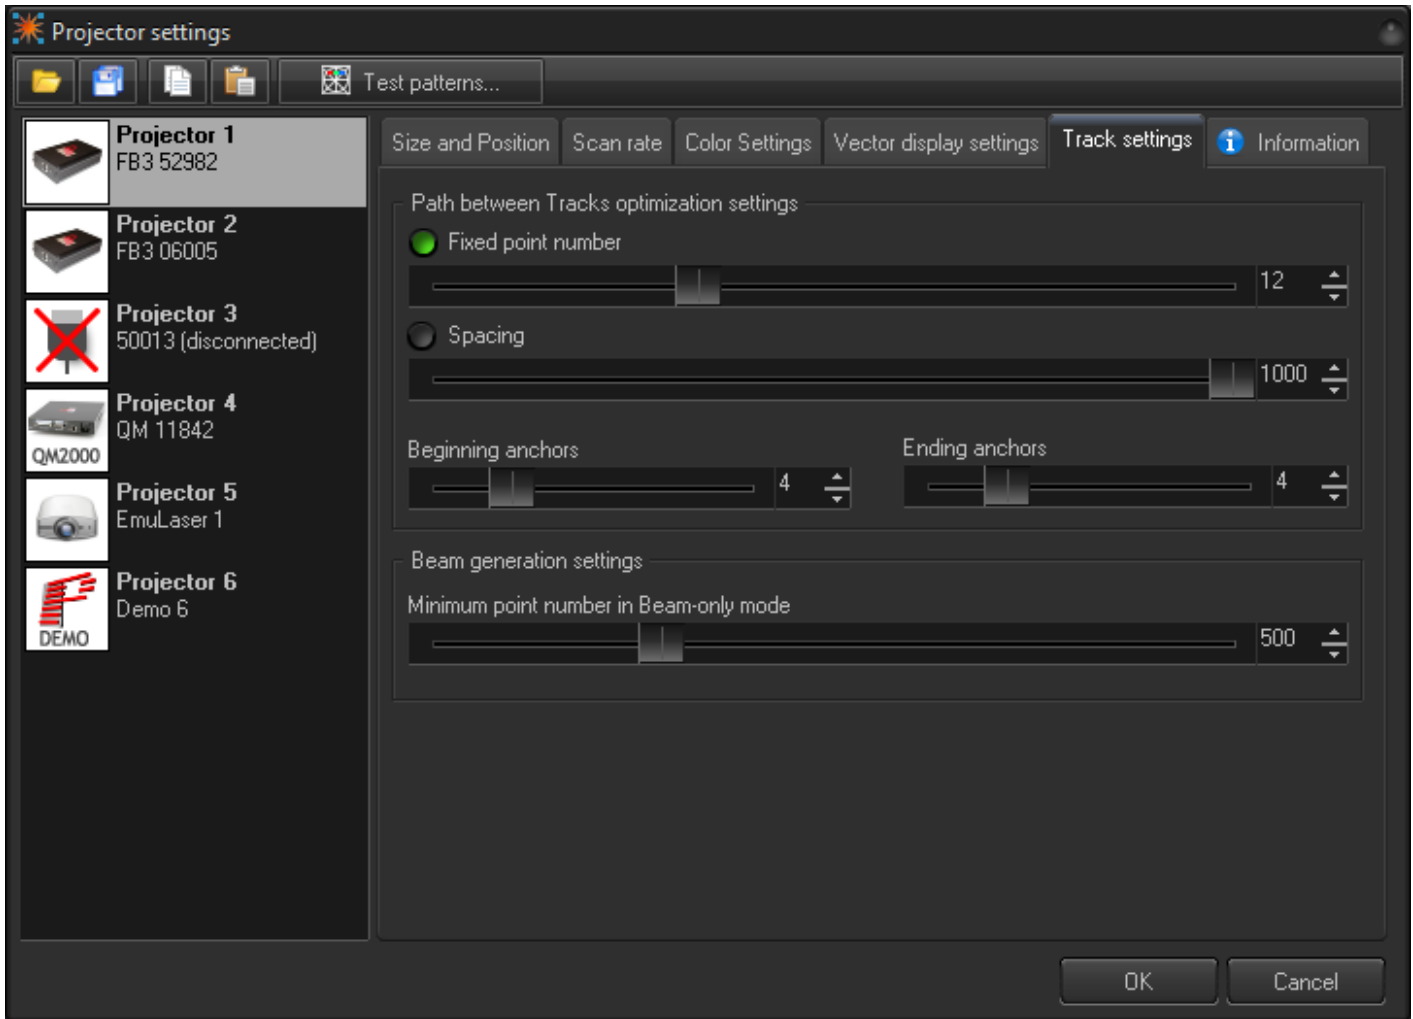 Projector settings
Test patterns...
Projector 1
FB3 52982
Projector 2
FB3 06005
Projector 3
50013 (disconnected)
Projector 4
QM 11842
QM2000
Projector 5
EmuLaser 1
Projector 6
Demo 6
DEMO
Size and Position Scan rate Color Settings Vector display settings Track settings Information
Path between Tracks optimization settings
Fixed point number
12
Spacing
1000
Beginning anchors
4
Ending anchors
4
Beam generation settings
Minimum point number in Beam-only mode
500
OK Cancel